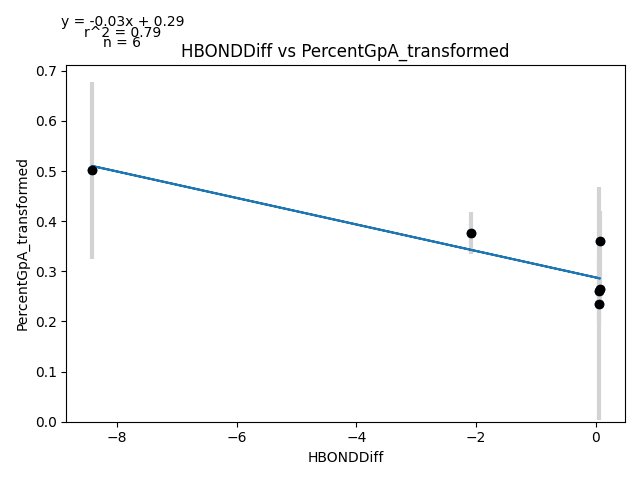 y = -0.03x + 0.29
r^2 = 0.79
n = 6
HBONDDiff vs PercentGpA_transformed
0.7
0.6
0.5
0.4
0.3
0.2
0.1
0.0
PercentGpA_transformed
−8
−6
−4
−2
0
HBONDDiff